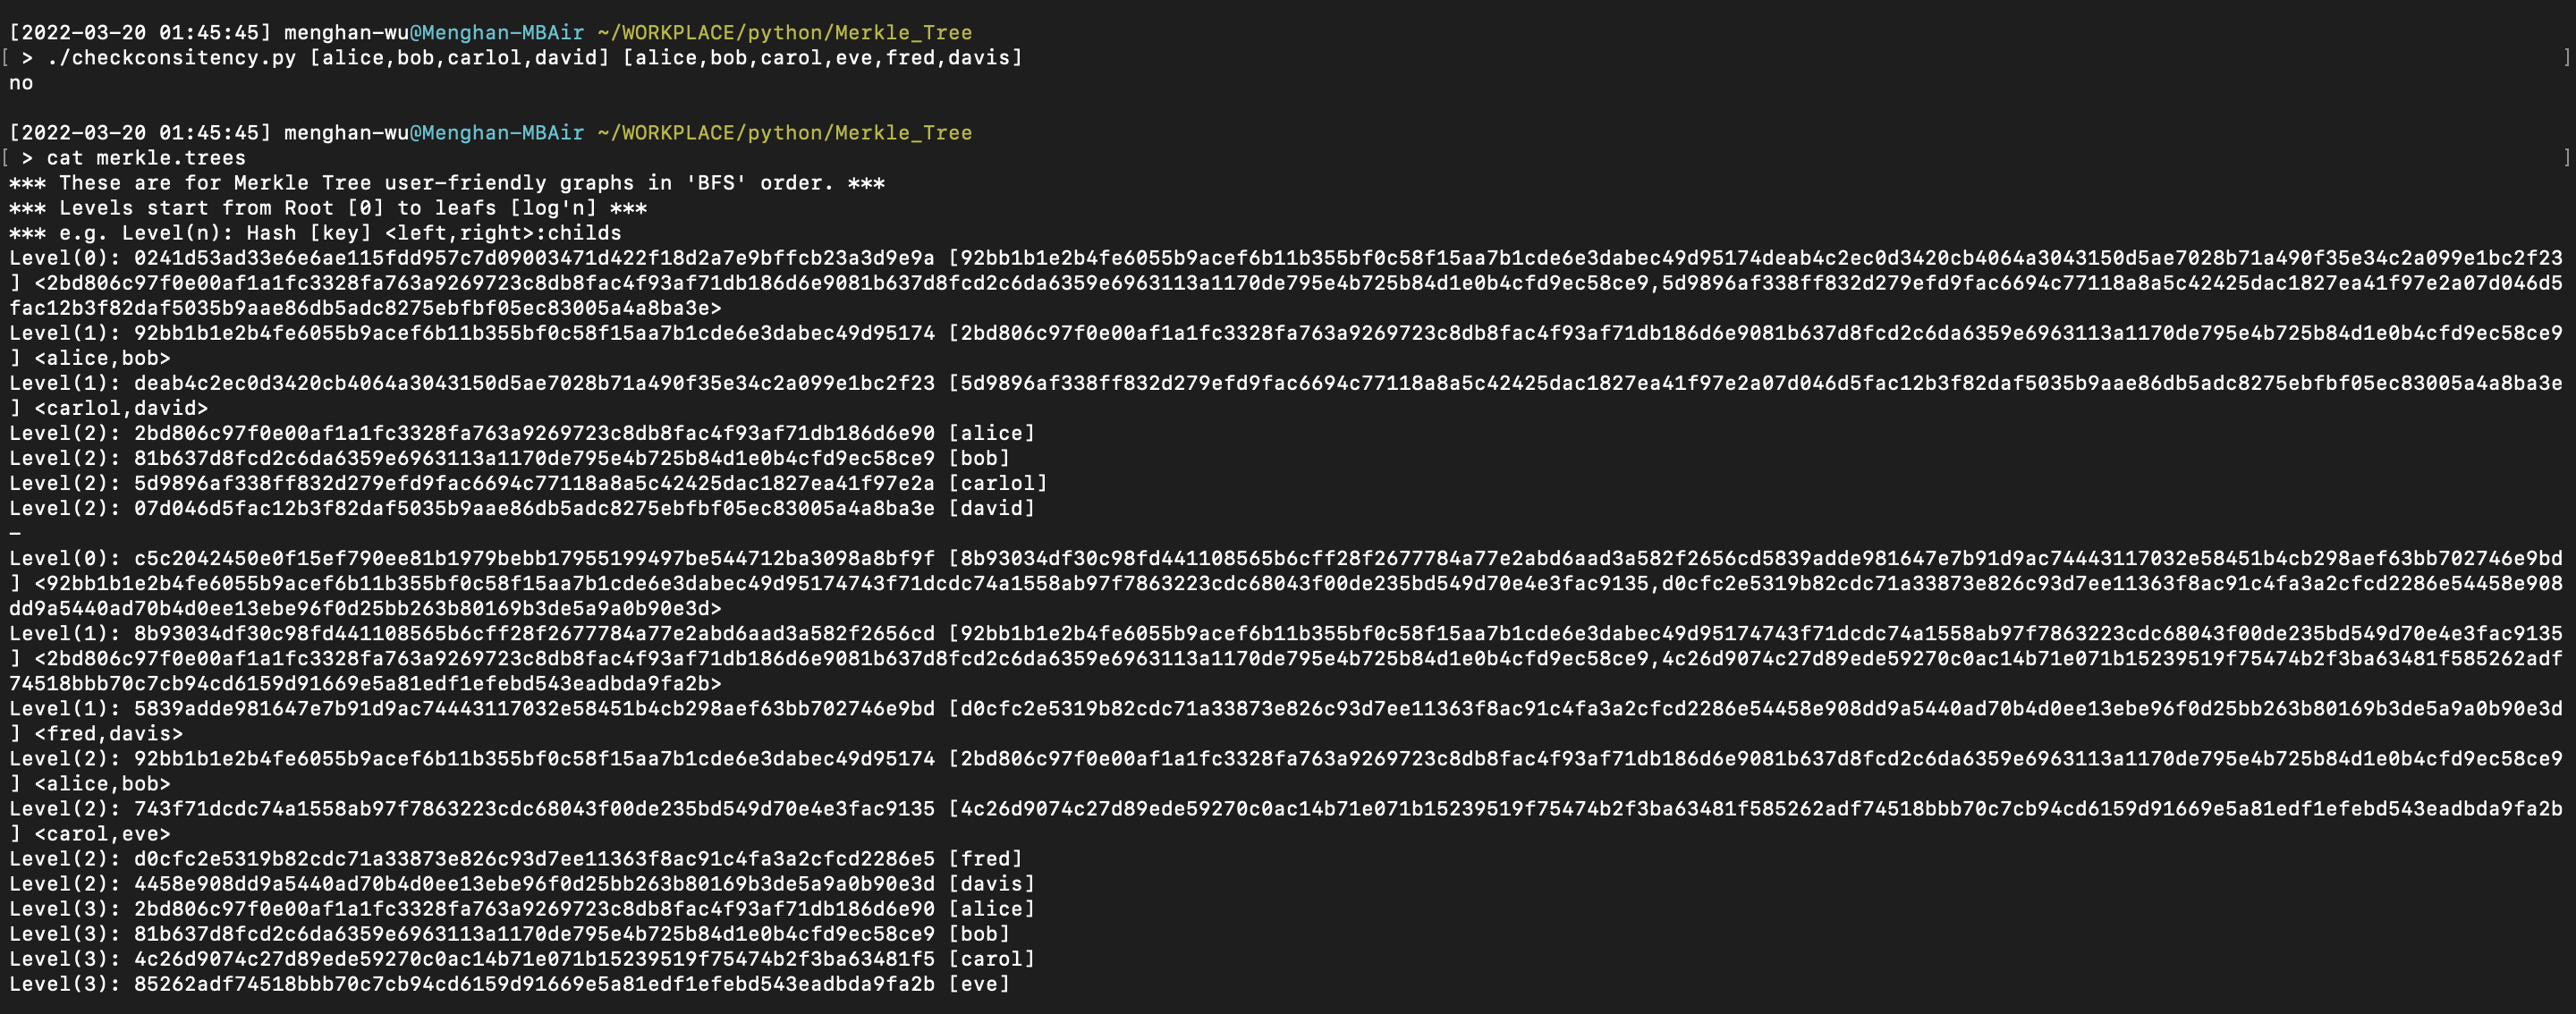 [2022-03-20 01:45:45] menghan-wu@Menghan-MBAir ~/WORKPLACE/python/Merkle_Tree
[ > ./checkconsitency.py [alice,bob,carlol,david] [alice,bob,carol,eve,fred,davis] ]
no
[2022-03-20 01:45:45] menghan-wu@Menghan-MBAir ~/WORKPLACE/python/Merkle_Tree
[ > cat merkle.trees ]
*** These are for Merkle Tree user-friendly graphs in 'BFS' order. ***
*** Levels start from Root [0] to leafs [log'n] ***
*** e.g. Level(n): Hash [key] <left,right>:childs
Level(0): 0241d53ad33e6e6ae115fdd957c7d09003471d422f18d2a7e9bffcb23a3d9e9a [92bb1b1e2b4fe6055b9acef6b11b355bf0c58f15aa7b1cde6e3dabec49d95174deab4c2ec0d3420cb4064a3043150d5ae7028b71a490f35e34c2a099e1bc2f23
] <2bd806c97f0e00af1a1fc3328fa763a9269723c8db8fac4f93af71db186d6e9081b637d8fcd2c6da6359e6963113a1170de795e4b725b84d1e0b4cfd9ec58ce9,5d9896af338ff832d279efd9fac6694c77118a8a5c42425dac1827ea41f97e2a07d046d5
fac12b3f82daf5035b9aae86db5adc8275ebfbf05ec83005a4a8ba3e>
Level(1): 92bb1b1e2b4fe6055b9acef6b11b355bf0c58f15aa7b1cde6e3dabec49d95174 [2bd806c97f0e00af1a1fc3328fa763a9269723c8db8fac4f93af71db186d6e9081b637d8fcd2c6da6359e6963113a1170de795e4b725b84d1e0b4cfd9ec58ce9
] <alice,bob>
Level(1): deab4c2ec0d3420cb4064a3043150d5ae7028b71a490f35e34c2a099e1bc2f23 [5d9896af338ff832d279efd9fac6694c77118a8a5c42425dac1827ea41f97e2a07d046d5fac12b3f82daf5035b9aae86db5adc8275ebfbf05ec83005a4a8ba3e
] <carlol,david>
Level(2): 2bd806c97f0e00af1a1fc3328fa763a9269723c8db8fac4f93af71db186d6e90 [alice]
Level(2): 81b637d8fcd2c6da6359e6963113a1170de795e4b725b84d1e0b4cfd9ec58ce9 [bob]
Level(2): 5d9896af338ff832d279efd9fac6694c77118a8a5c42425dac1827ea41f97e2a [carlol]
Level(2): 07d046d5fac12b3f82daf5035b9aae86db5adc8275ebfbf05ec83005a4a8ba3e [david]
-
Level(0): c5c2042450e0f15ef790ee81b1979bebb17955199497be544712ba3098a8bf9f [8b93034df30c98fd441108565b6cff28f2677784a77e2abd6aad3a582f2656cd5839adde981647e7b91d9ac74443117032e58451b4cb298aef63bb702746e9bd
] <92bb1b1e2b4fe6055b9acef6b11b355bf0c58f15aa7b1cde6e3dabec49d95174743f71dcdc74a1558ab97f7863223cdc68043f00de235bd549d70e4e3fac9135,d0cfc2e5319b82cdc71a33873e826c93d7ee11363f8ac91c4fa3a2cfcd2286e54458e908
dd9a5440ad70b4d0ee13ebe96f0d25bb263b80169b3de5a9a0b90e3d>
Level(1): 8b93034df30c98fd441108565b6cff28f2677784a77e2abd6aad3a582f2656cd [92bb1b1e2b4fe6055b9acef6b11b355bf0c58f15aa7b1cde6e3dabec49d95174743f71dcdc74a1558ab97f7863223cdc68043f00de235bd549d70e4e3fac9135
] <2bd806c97f0e00af1a1fc3328fa763a9269723c8db8fac4f93af71db186d6e9081b637d8fcd2c6da6359e6963113a1170de795e4b725b84d1e0b4cfd9ec58ce9,4c26d9074c27d89ede59270c0ac14b71e071b15239519f75474b2f3ba63481f585262adf
74518bbb70c7cb94cd6159d91669e5a81edf1efebd543eadbda9fa2b>
Level(1): 5839adde981647e7b91d9ac74443117032e58451b4cb298aef63bb702746e9bd [d0cfc2e5319b82cdc71a33873e826c93d7ee11363f8ac91c4fa3a2cfcd2286e54458e908dd9a5440ad70b4d0ee13ebe96f0d25bb263b80169b3de5a9a0b90e3d
] <fred,davis>
Level(2): 92bb1b1e2b4fe6055b9acef6b11b355bf0c58f15aa7b1cde6e3dabec49d95174 [2bd806c97f0e00af1a1fc3328fa763a9269723c8db8fac4f93af71db186d6e9081b637d8fcd2c6da6359e6963113a1170de795e4b725b84d1e0b4cfd9ec58ce9
] <alice,bob>
Level(2): 743f71dcdc74a1558ab97f7863223cdc68043f00de235bd549d70e4e3fac9135 [4c26d9074c27d89ede59270c0ac14b71e071b15239519f75474b2f3ba63481f585262adf74518bbb70c7cb94cd6159d91669e5a81edf1efebd543eadbda9fa2b
] <carol,eve>
Level(2): d0cfc2e5319b82cdc71a33873e826c93d7ee11363f8ac91c4fa3a2cfcd2286e5 [fred]
Level(2): 4458e908dd9a5440ad70b4d0ee13ebe96f0d25bb263b80169b3de5a9a0b90e3d [davis]
Level(3): 2bd806c97f0e00af1a1fc3328fa763a9269723c8db8fac4f93af71db186d6e90 [alice]
Level(3): 81b637d8fcd2c6da6359e6963113a1170de795e4b725b84d1e0b4cfd9ec58ce9 [bob]
Level(3): 4c26d9074c27d89ede59270c0ac14b71e071b15239519f75474b2f3ba63481f5 [carol]
Level(3): 85262adf74518bbb70c7cb94cd6159d91669e5a81edf1efebd543eadbda9fa2b [eve]